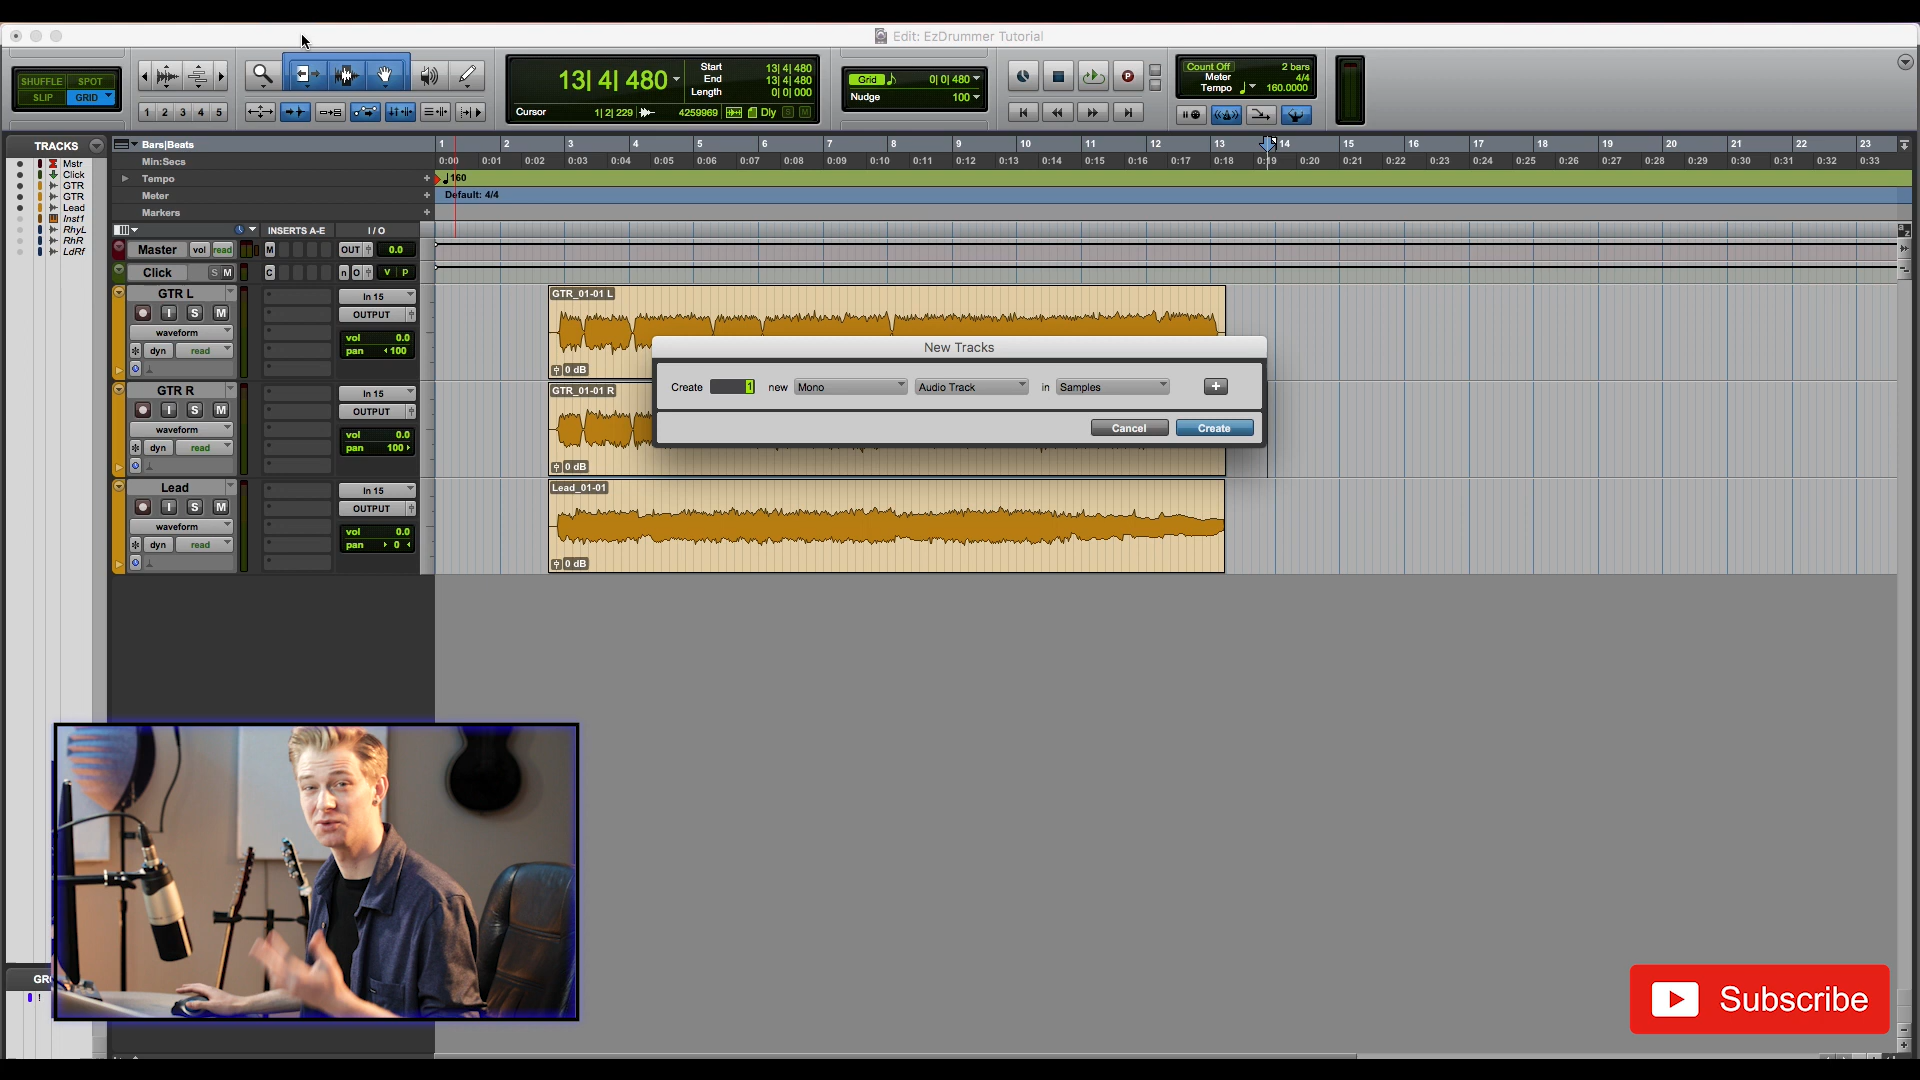 Edit: EzDrummer Tutorial
SHUFFLE SPOT
SLIP GRID
1 2 3 4 5
13| 4| 480
Start 13| 4| 480
End 13| 4| 480
Length 0| 0| 000
Cursor 1| 2| 229 4259969 Dly S M
Grid 0| 0| 480
Nudge 100
P
Count Off 2 bars
Meter 4/4
Tempo 160.0000
TRACKS
Mstr
Click
GTR
GTR
Lead
Inst1
RhyL
RhR
LdRf
Bars|Beats 1 2 3 4 5 6 7 8 9 10 11 12 13 14 15 16 17 18 19 20 21 22 23
Min:Secs 0:00 0:01 0:02 0:03 0:04 0:05 0:06 0:07 0:08 0:09 0:10 0:11 0:12 0:13 0:14 0:15 0:16 0:17 0:18 0:19 0:20 0:21 0:22 0:23 0:24 0:25 0:26 0:27 0:28 0:29 0:30 0:31 0:32 0:33
Tempo + 160
Meter + Default: 4/4
Markers +
INSERTS A-E I / O
a z
Master vol read M OUT 0.0
Click S M C n O V P
GTR L In 15
I S M OUTPUT
waveform vol 0.0
dyn read pan 100
GTR_01-01 L
0 dB
GTR R In 15
I S M OUTPUT
waveform vol 0.0
dyn read pan 100
GTR_01-01 R
0 dB
Lead In 15
I S M OUTPUT
waveform vol 0.0
dyn read pan 0
Lead_01-01
0 dB
New Tracks
Create 1 new Mono Audio Track in Samples +
Cancel Create
GR
!
Subscribe